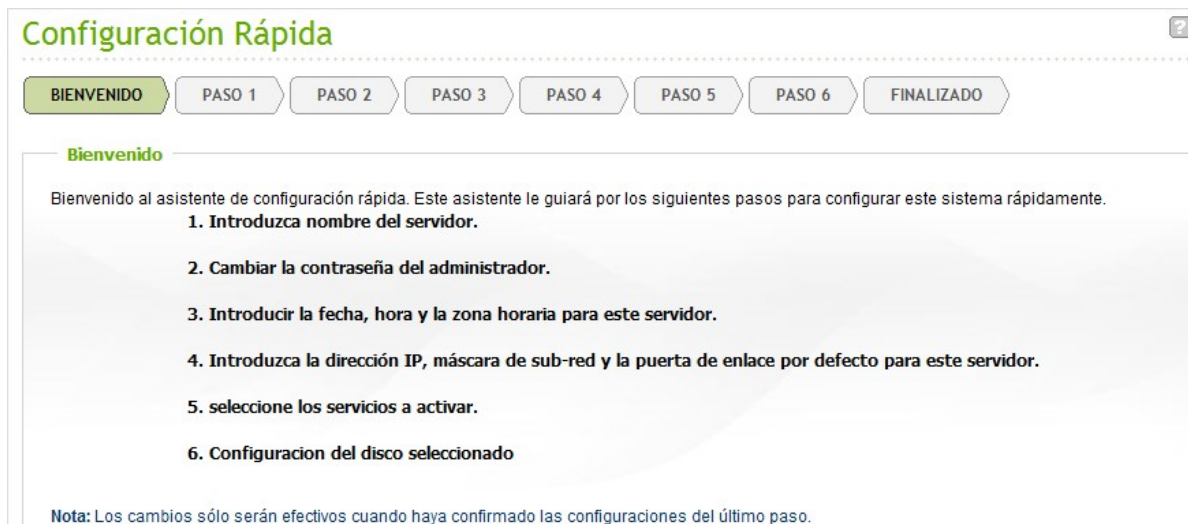 Configuración Rápida
?
BIENVENIDO PASO 1 PASO 2 PASO 3 PASO 4 PASO 5 PASO 6 FINALIZADO
Bienvenido
Bienvenido al asistente de configuración rápida. Este asistente le guiará por los siguientes pasos para configurar este sistema rápidamente.
1. Introduzca nombre del servidor.
2. Cambiar la contraseña del administrador.
3. Introducir la fecha, hora y la zona horaria para este servidor.
4. Introduzca la dirección IP, máscara de sub-red y la puerta de enlace por defecto para este servidor.
5. seleccione los servicios a activar.
6. Configuracion del disco seleccionado
Nota: Los cambios sólo serán efectivos cuando haya confirmado las configuraciones del último paso.